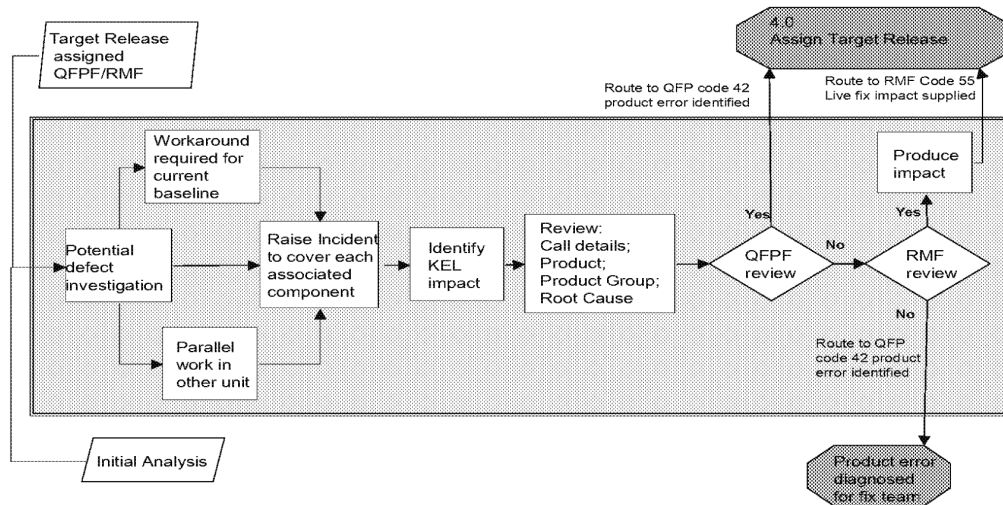 Target Release
assigned
QFPF/RMF
4.0
Assign Target Release
Route to QFP code 42
product error identified
Route to RMF Code 55
Live fix impact supplied
Workaround
required for
current
baseline
Produce
impact
Yes
Yes
Potential
defect
investigation
Raise Incident
to cover each
associated
component
Identify
KEL
impact
Review:
Call details;
Product;
Product Group;
Root Cause
QFPF
review
No
RMF
review
No
Parallel
work in
other unit
Route to QFP
code 42 product
error identified
Initial Analysis
Product error
diagnosed
for fix team